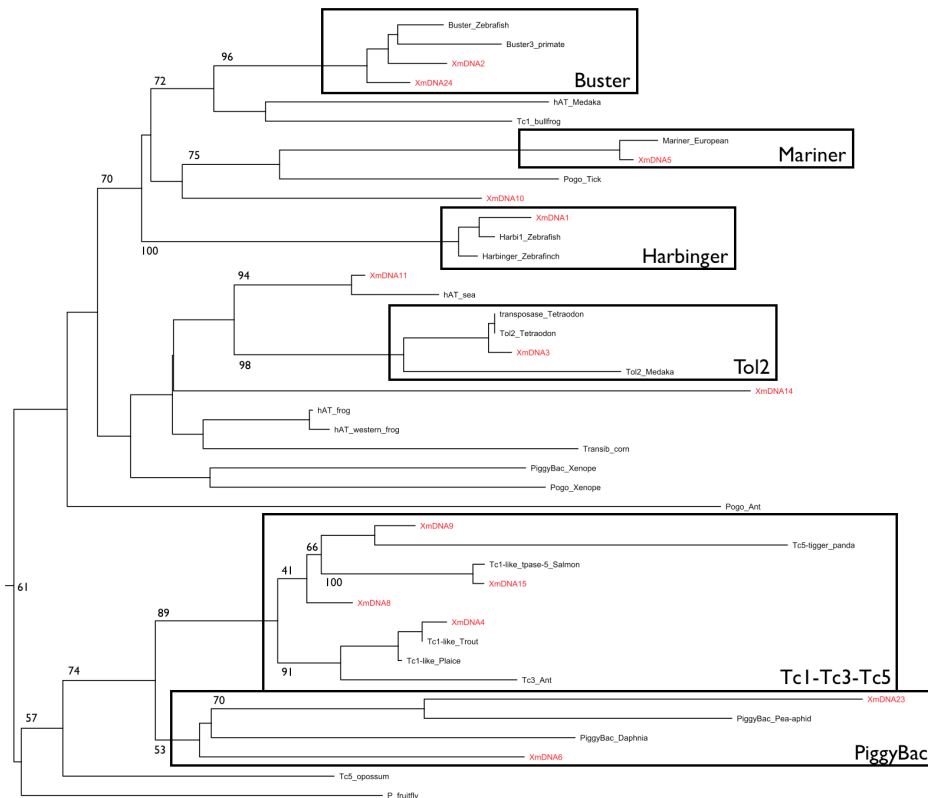 Buster_Zebrafish
Buster3_primate
96
XmDNA2
72
XmDNA24
Buster
hAT_Medaka
Tc1_bullfrog
Mariner_European
75
XmDNA5
Mariner
70
Pogo_Tick
XmDNA10
XmDNA1
Harbi1_Zebrafish
100
Harbinger_Zebrafinch
Harbinger
94
XmDNA11
hAT_sea
transposase_Tetraodon
Tol2_Tetraodon
XmDNA3
98
Tol2_Medaka
Tol2
XmDNA14
hAT_frog
hAT_western_frog
Transib_corn
PiggyBac_Xenope
Pogo_Xenope
Pogo_Ant
XmDNA9
66
Tc5-tigger_panda
41
Tc1-like_tpase-5_Salmon
100
XmDNA15
61
XmDNA8
89
XmDNA4
Tc1-like_Trout
Tc1-like_Plaice
74
91
Tc3_Ant
Tc1-Tc3-Tc5
XmDNA23
70
57
PiggyBac_Pea-aphid
PiggyBac_Daphnia
53
XmDNA6
PiggyBac
Tc5_opossum
P_fruitfly